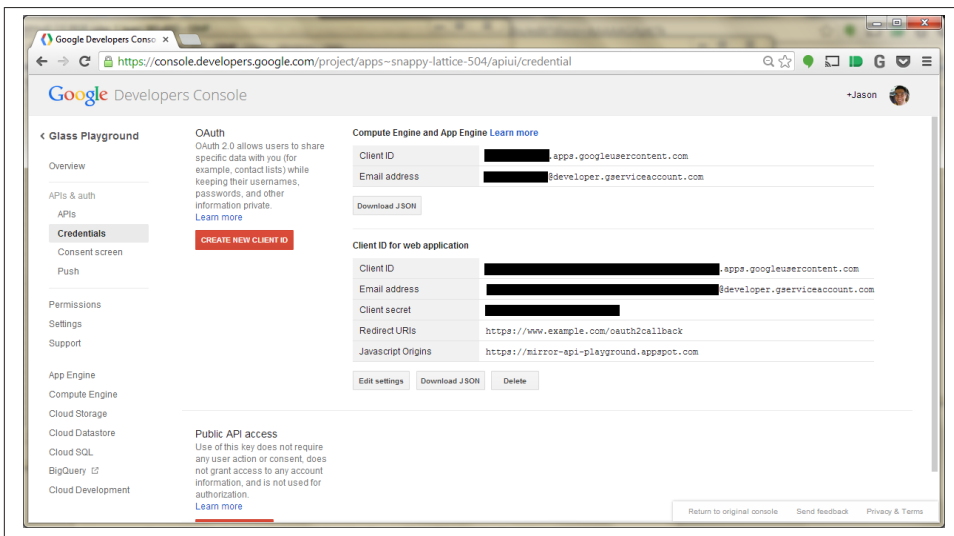 Google Developers Conso
https://console.developers.google.com/project/apps~snappy-lattice-504/apiui/credential
Google Developers Console
+Jason
< Glass Playground
Overview
APIs & auth
APIs
Credentials
Consent screen
Push
Permissions
Settings
Support
App Engine
Compute Engine
Cloud Storage
Cloud Datastore
Cloud SQL
BigQuery
Cloud Development
OAuth
OAuth 2.0 allows users to share
specific data with you (for
example, contact lists) while
keeping their usernames,
passwords, and other
information private.
Learn more
CREATE NEW CLIENT ID
Compute Engine and App Engine Learn more
Client ID .apps.googleusercontent.com
Email address @developer.gserviceaccount.com
Download JSON
Client ID for web application
Client ID .apps.googleusercontent.com
Email address @developer.gserviceaccount.com
Client secret
Redirect URIs https://www.example.com/oauth2callback
Javascript Origins https://mirror-api-playground.appspot.com
Edit settings Download JSON Delete
Public API access
Use of this key does not require
any user action or consent, does
not grant access to any account
information, and is not used for
authorization.
Learn more
Return to original console Send feedback Privacy & Terms